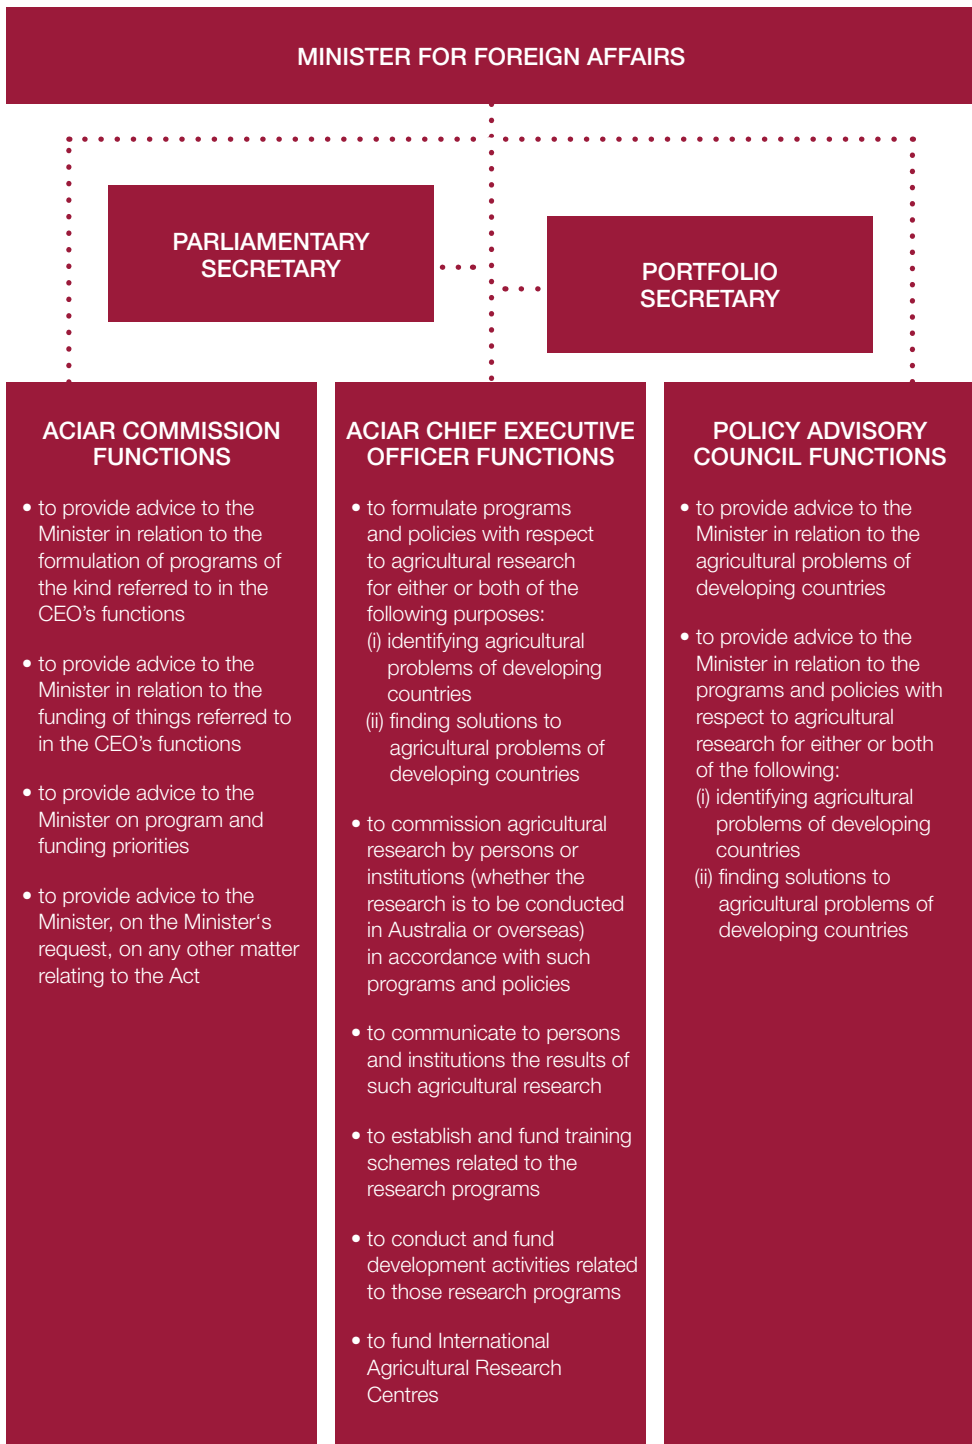 MINISTER FOR FOREIGN AFFAIRS
PARLIAMENTARY
SECRETARY
PORTFOLIO
SECRETARY
ACIAR COMMISSION
FUNCTIONS
• to provide advice to the
Minister in relation to the
formulation of programs of
the kind referred to in the
CEO’s functions
• to provide advice to the
Minister in relation to the
funding of things referred to
in the CEO’s functions
• to provide advice to the
Minister on program and
funding priorities
• to provide advice to the
Minister, on the Minister‘s
request, on any other matter
relating to the Act
ACIAR CHIEF EXECUTIVE
OFFICER FUNCTIONS
• to formulate programs
and policies with respect
to agricultural research
for either or both of the
following purposes:
(i) identifying agricultural
problems of developing
countries
(ii) finding solutions to
agricultural problems of
developing countries
• to commission agricultural
research by persons or
institutions (whether the
research is to be conducted
in Australia or overseas)
in accordance with such
programs and policies
• to communicate to persons
and institutions the results of
such agricultural research
• to establish and fund training
schemes related to the
research programs
• to conduct and fund
development activities related
to those research programs
• to fund International
Agricultural Research
Centres
POLICY ADVISORY
COUNCIL FUNCTIONS
• to provide advice to the
Minister in relation to the
agricultural problems of
developing countries
• to provide advice to the
Minister in relation to the
programs and policies with
respect to agricultural
research for either or both
of the following:
(i) identifying agricultural
problems of developing
countries
(ii) finding solutions to
agricultural problems of
developing countries